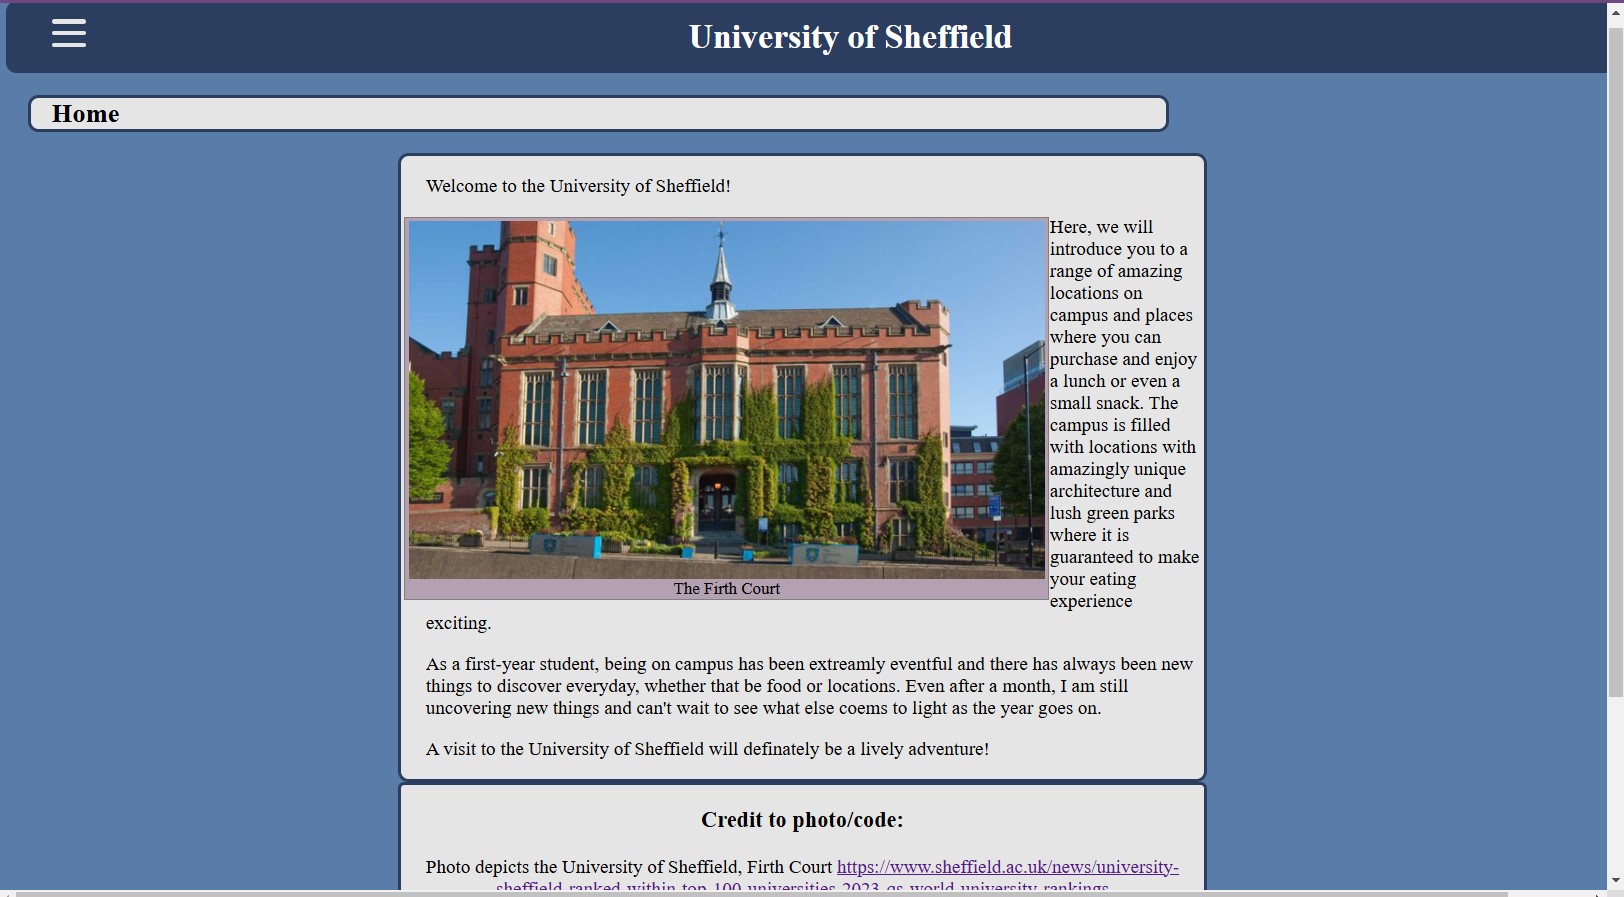 University of Sheffield
Home
Welcome to the University of Sheffield!
Here, we will
introduce you to a
range of amazing
locations on
campus and places
where you can
purchase and enjoy
a lunch or even a
small snack. The
campus is filled
with locations with
amazingly unique
architecture and
lush green parks
where it is
guaranteed to make
your eating
experience
The Firth Court
exciting.
As a first-year student, being on campus has been extreamly eventful and there has always been new
things to discover everyday, whether that be food or locations. Even after a month, I am still
uncovering new things and can't wait to see what else coems to light as the year goes on.
A visit to the University of Sheffield will definately be a lively adventure!
Credit to photo/code:
Photo depicts the University of Sheffield, Firth Court https://www.sheffield.ac.uk/news/university-
sheffield-ranked-within-top-100-universities-2023-qs-world-university-rankings